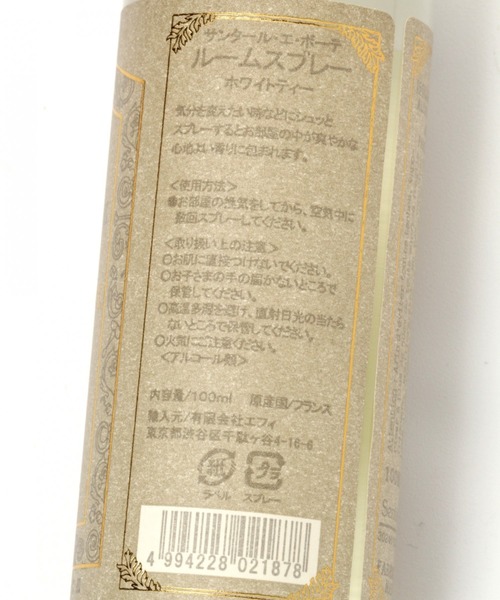 サンタール・エ・ボーテ
ルームスプレー
ホワイトティー
気分を変えたい時などにシュッと
スプレーするとお部屋の中が爽やかな
心地よい香りに包まれます。
＜使用方法＞
●お部屋の換気をしてから、空気中に
数回スプレーしてください。
＜取り扱い上の注意＞
○お肌に直接つけないでください。
○お子さまの手の届かないところで
保管してください。
○高温多湿を避け、直射日光の当たら
ないところで保管してください。
○火気にご注意ください。
＜アルコール類＞
内容量/100ml 原産国/フランス
輸入元/有限会社エフィ
東京都渋谷区千駄ヶ谷4-16-6
紙 プラ
ラベル スプレー
4 994228 021878